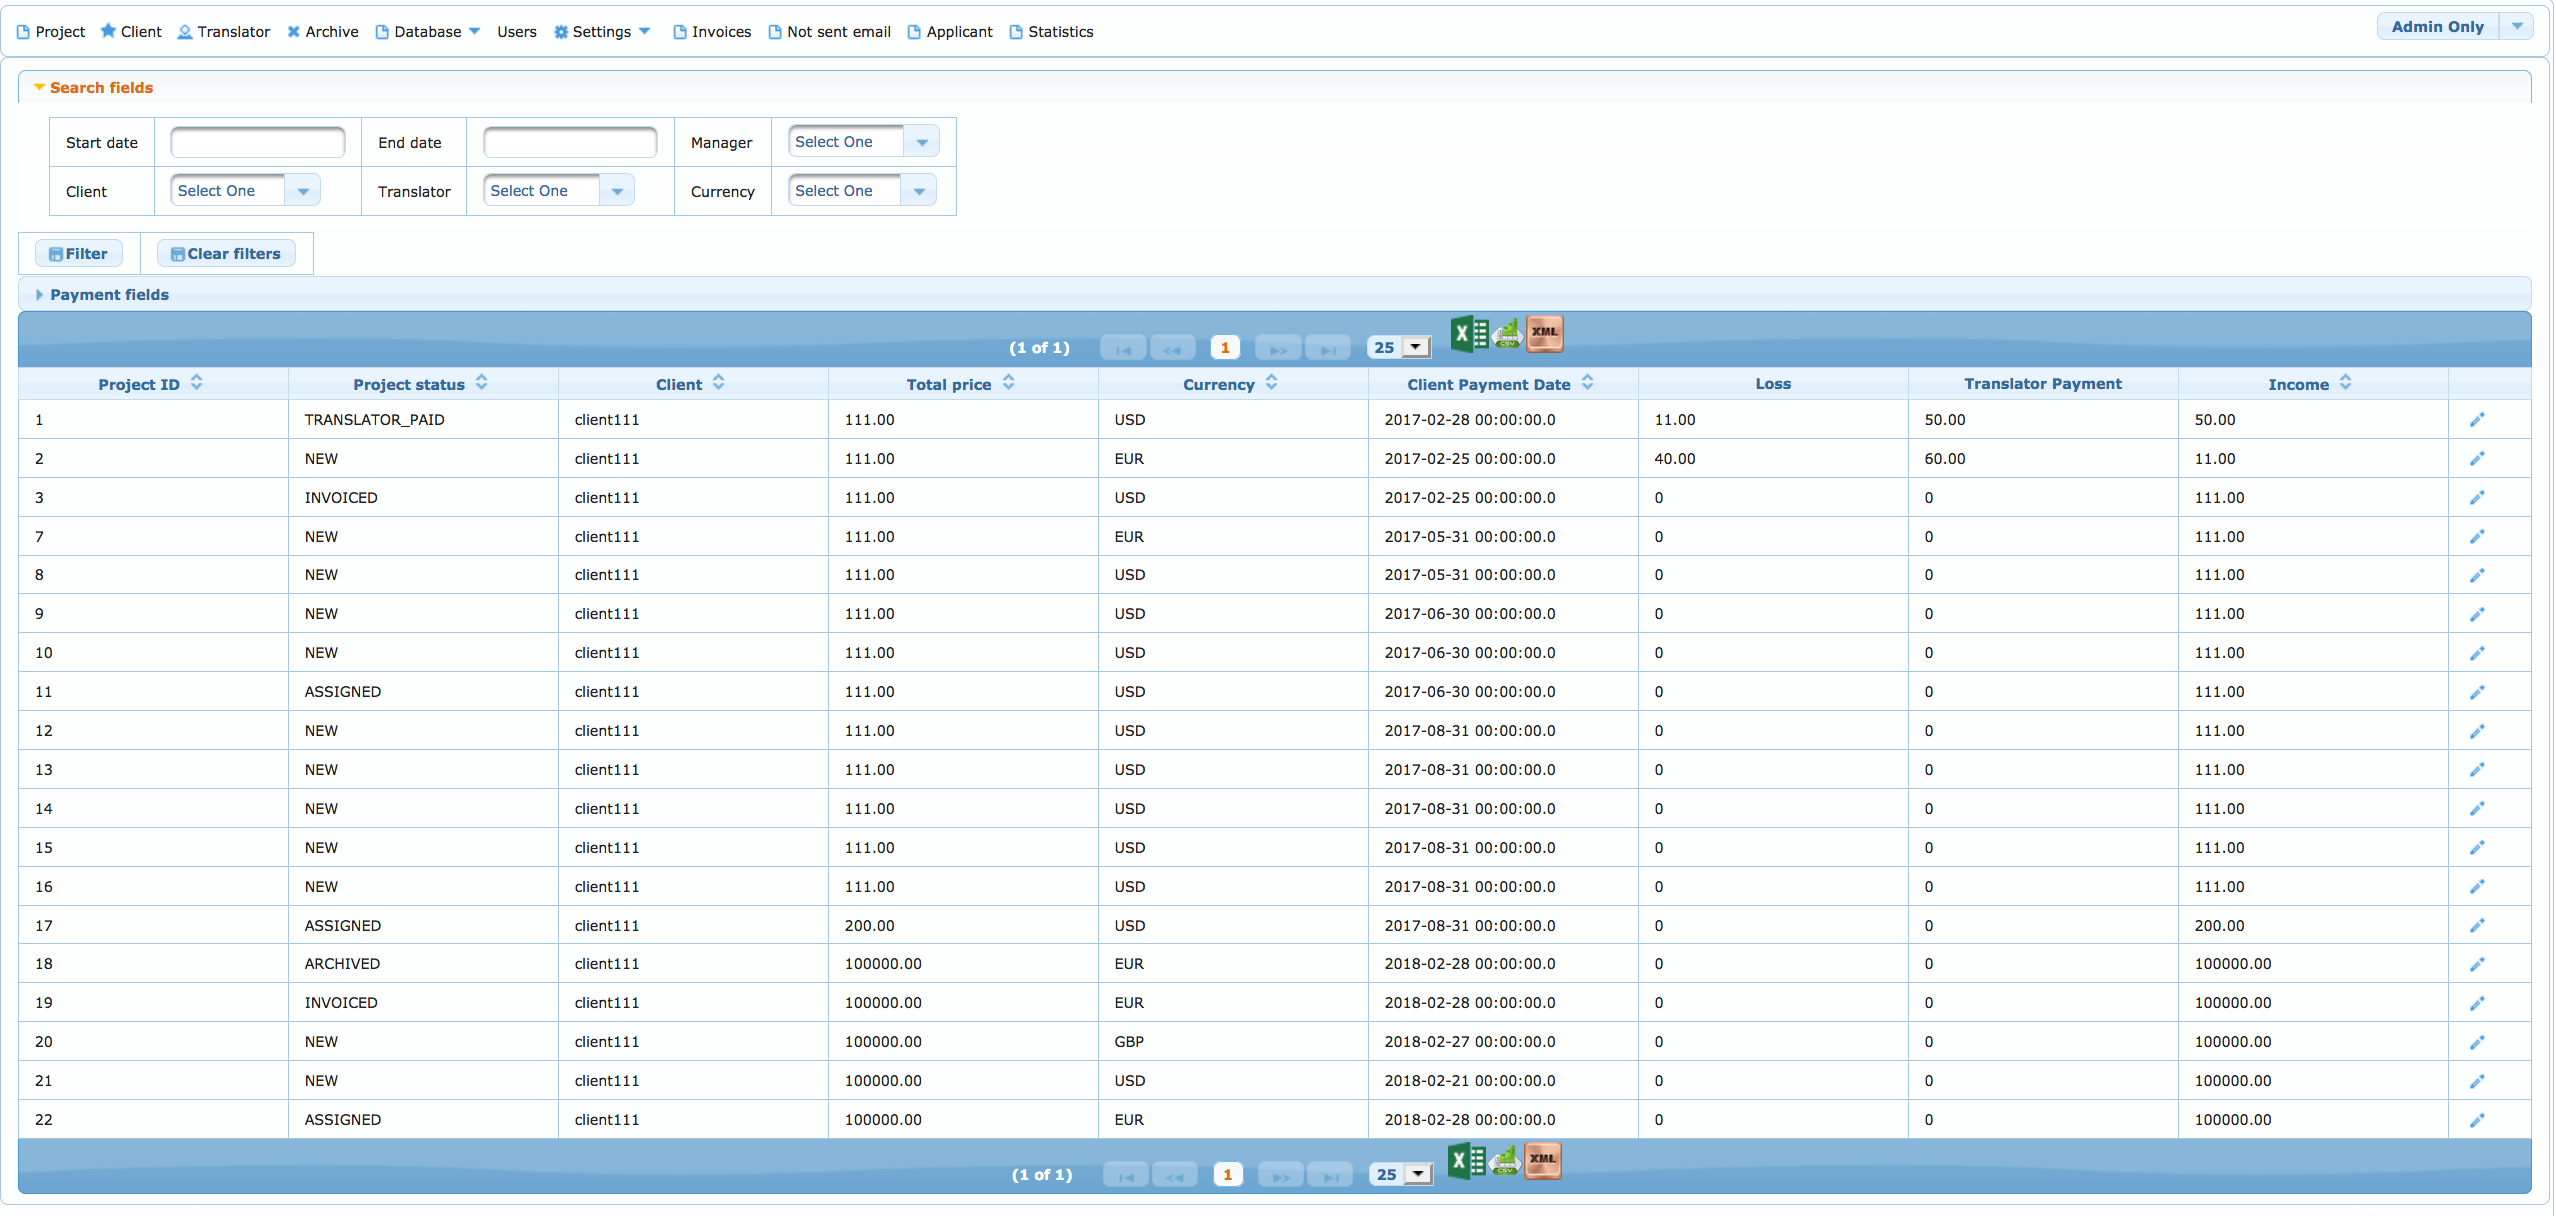 Project Client Translator Archive Database Users Settings Invoices Not sent email Applicant Statistics Admin Only
Search fields
Start date End date Manager Select One
Client Select One Translator Select One Currency Select One
Filter Clear filters
Payment fields
(1 of 1) 1 25 X CSV XML
Project ID Project status Client Total price Currency Client Payment Date Loss Translator Payment Income
1 TRANSLATOR_PAID client111 111.00 USD 2017-02-28 00:00:00.0 11.00 50.00 50.00
2 NEW client111 111.00 EUR 2017-02-25 00:00:00.0 40.00 60.00 11.00
3 INVOICED client111 111.00 USD 2017-02-25 00:00:00.0 0 0 111.00
7 NEW client111 111.00 EUR 2017-05-31 00:00:00.0 0 0 111.00
8 NEW client111 111.00 USD 2017-05-31 00:00:00.0 0 0 111.00
9 NEW client111 111.00 USD 2017-06-30 00:00:00.0 0 0 111.00
10 NEW client111 111.00 USD 2017-06-30 00:00:00.0 0 0 111.00
11 ASSIGNED client111 111.00 USD 2017-06-30 00:00:00.0 0 0 111.00
12 NEW client111 111.00 USD 2017-08-31 00:00:00.0 0 0 111.00
13 NEW client111 111.00 USD 2017-08-31 00:00:00.0 0 0 111.00
14 NEW client111 111.00 USD 2017-08-31 00:00:00.0 0 0 111.00
15 NEW client111 111.00 USD 2017-08-31 00:00:00.0 0 0 111.00
16 NEW client111 111.00 USD 2017-08-31 00:00:00.0 0 0 111.00
17 ASSIGNED client111 200.00 USD 2017-08-31 00:00:00.0 0 0 200.00
18 ARCHIVED client111 100000.00 EUR 2018-02-28 00:00:00.0 0 0 100000.00
19 INVOICED client111 100000.00 EUR 2018-02-28 00:00:00.0 0 0 100000.00
20 NEW client111 100000.00 GBP 2018-02-27 00:00:00.0 0 0 100000.00
21 NEW client111 100000.00 USD 2018-02-21 00:00:00.0 0 0 100000.00
22 ASSIGNED client111 100000.00 EUR 2018-02-28 00:00:00.0 0 0 100000.00
(1 of 1) 1 25 X CSV XML